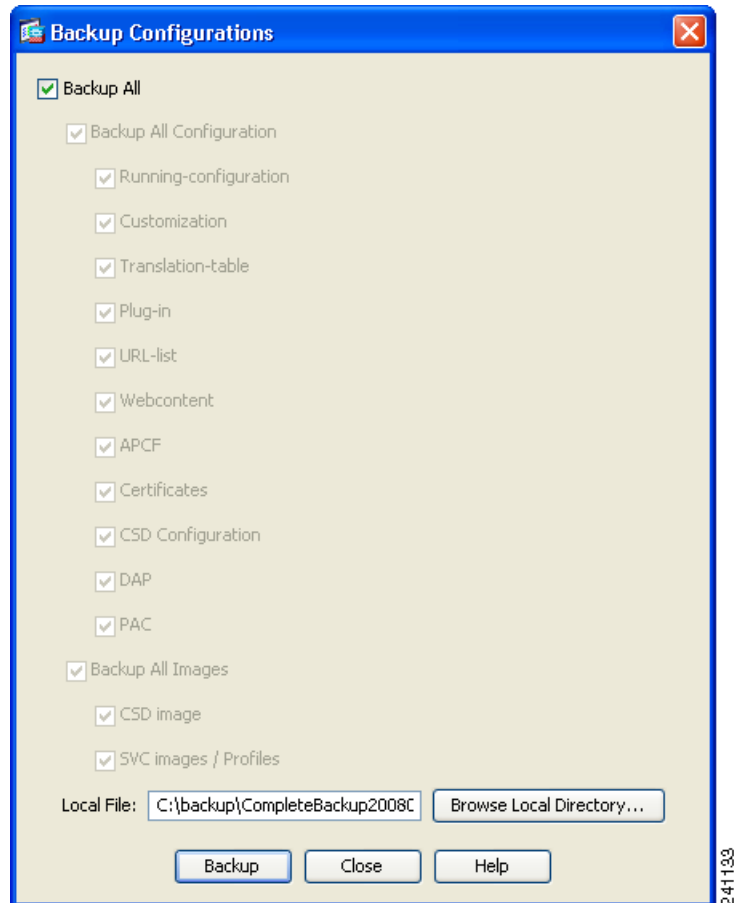 Backup Configurations
Backup All
Backup All Configuration
Running-configuration
Customization
Translation-table
Plug-in
URL-list
Webcontent
APCF
Certificates
CSD Configuration
DAP
PAC
Backup All Images
CSD image
SVC images / Profiles
Local File: C:\backup\CompleteBackup2008C Browse Local Directory...
Backup Close Help
241133